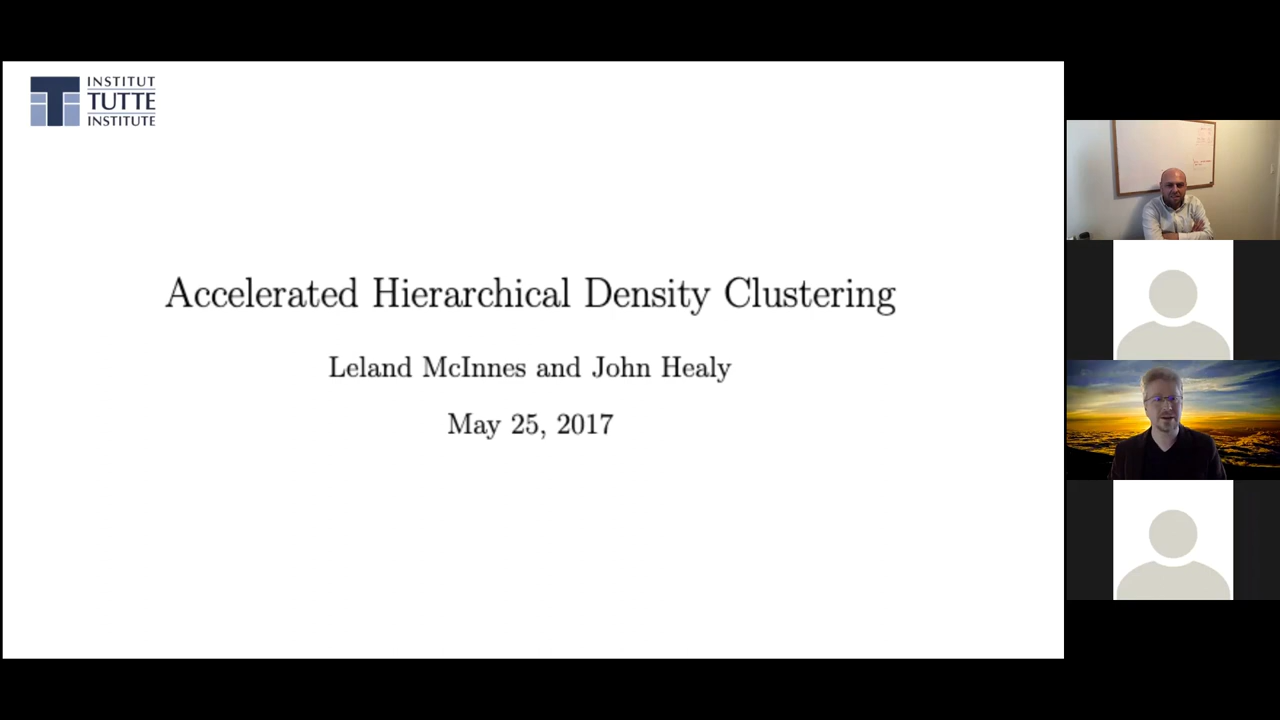 INSTITUT
TUTTE
INSTITUTE
Accelerated Hierarchical Density Clustering
Leland McInnes and John Healy
May 25, 2017